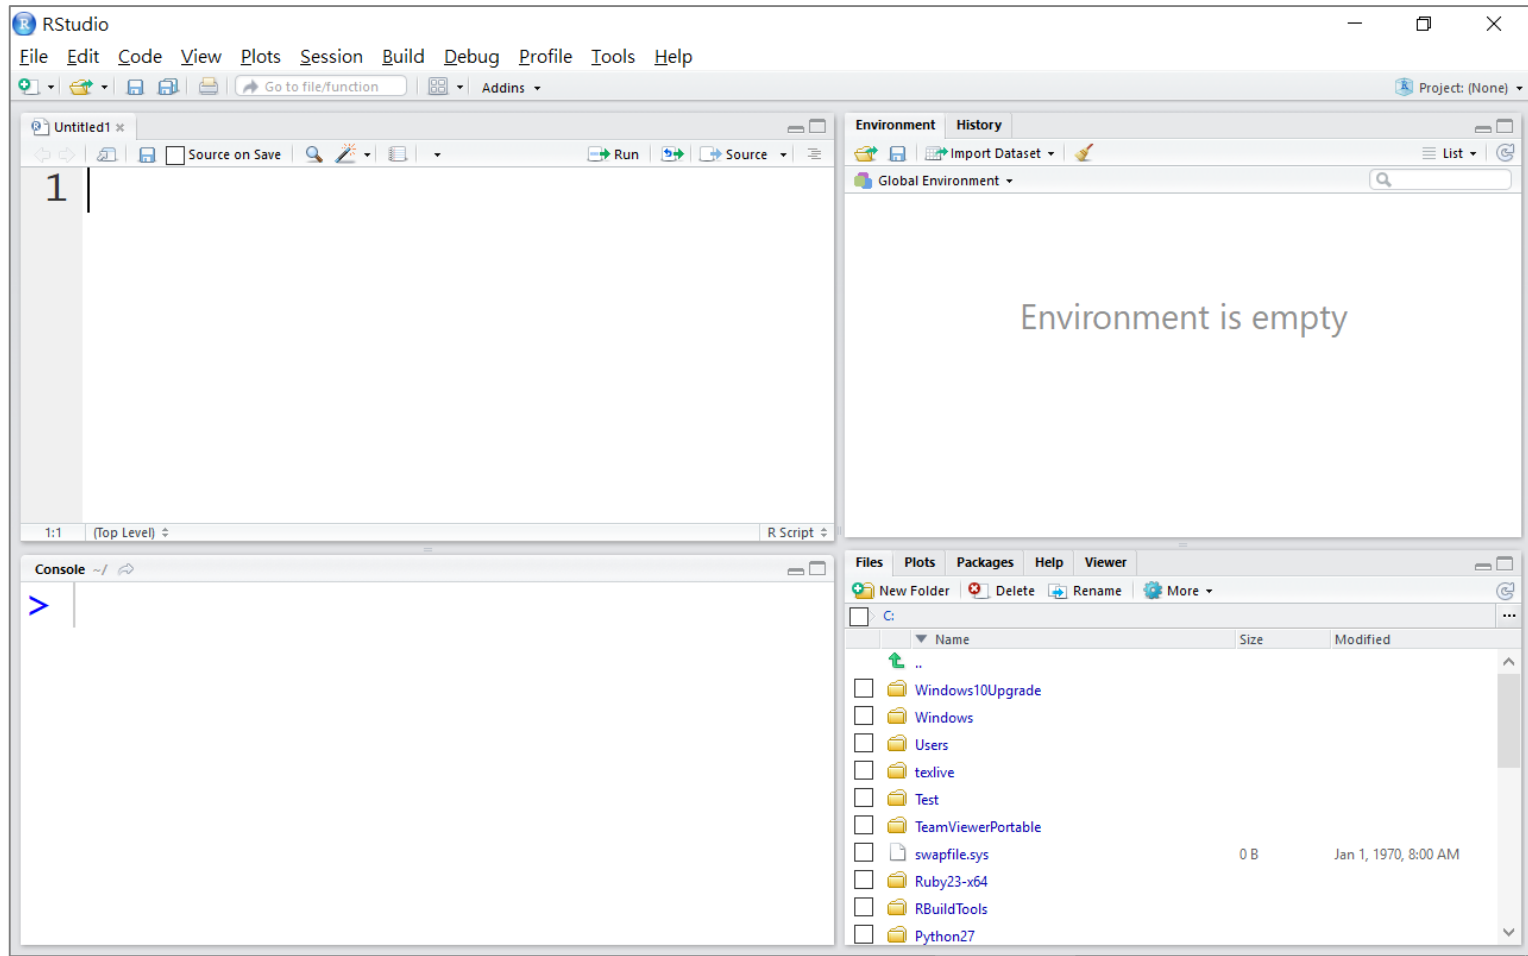 RStudio
File Edit Code View Plots Session Build Debug Profile Tools Help
Go to file/function Addins Project: (None)
Untitled1
Source on Save Run Source
1
1:1 (Top Level) R Script
Console ~/
>
Environment History
Import Dataset List
Global Environment
Environment is empty
Files Plots Packages Help Viewer
New Folder Delete Rename More
C: ...
Name Size Modified
..
Windows10Upgrade
Windows
Users
texlive
Test
TeamViewerPortable
swapfile.sys 0 B Jan 1, 1970, 8:00 AM
Ruby23-x64
RBuildTools
Python27